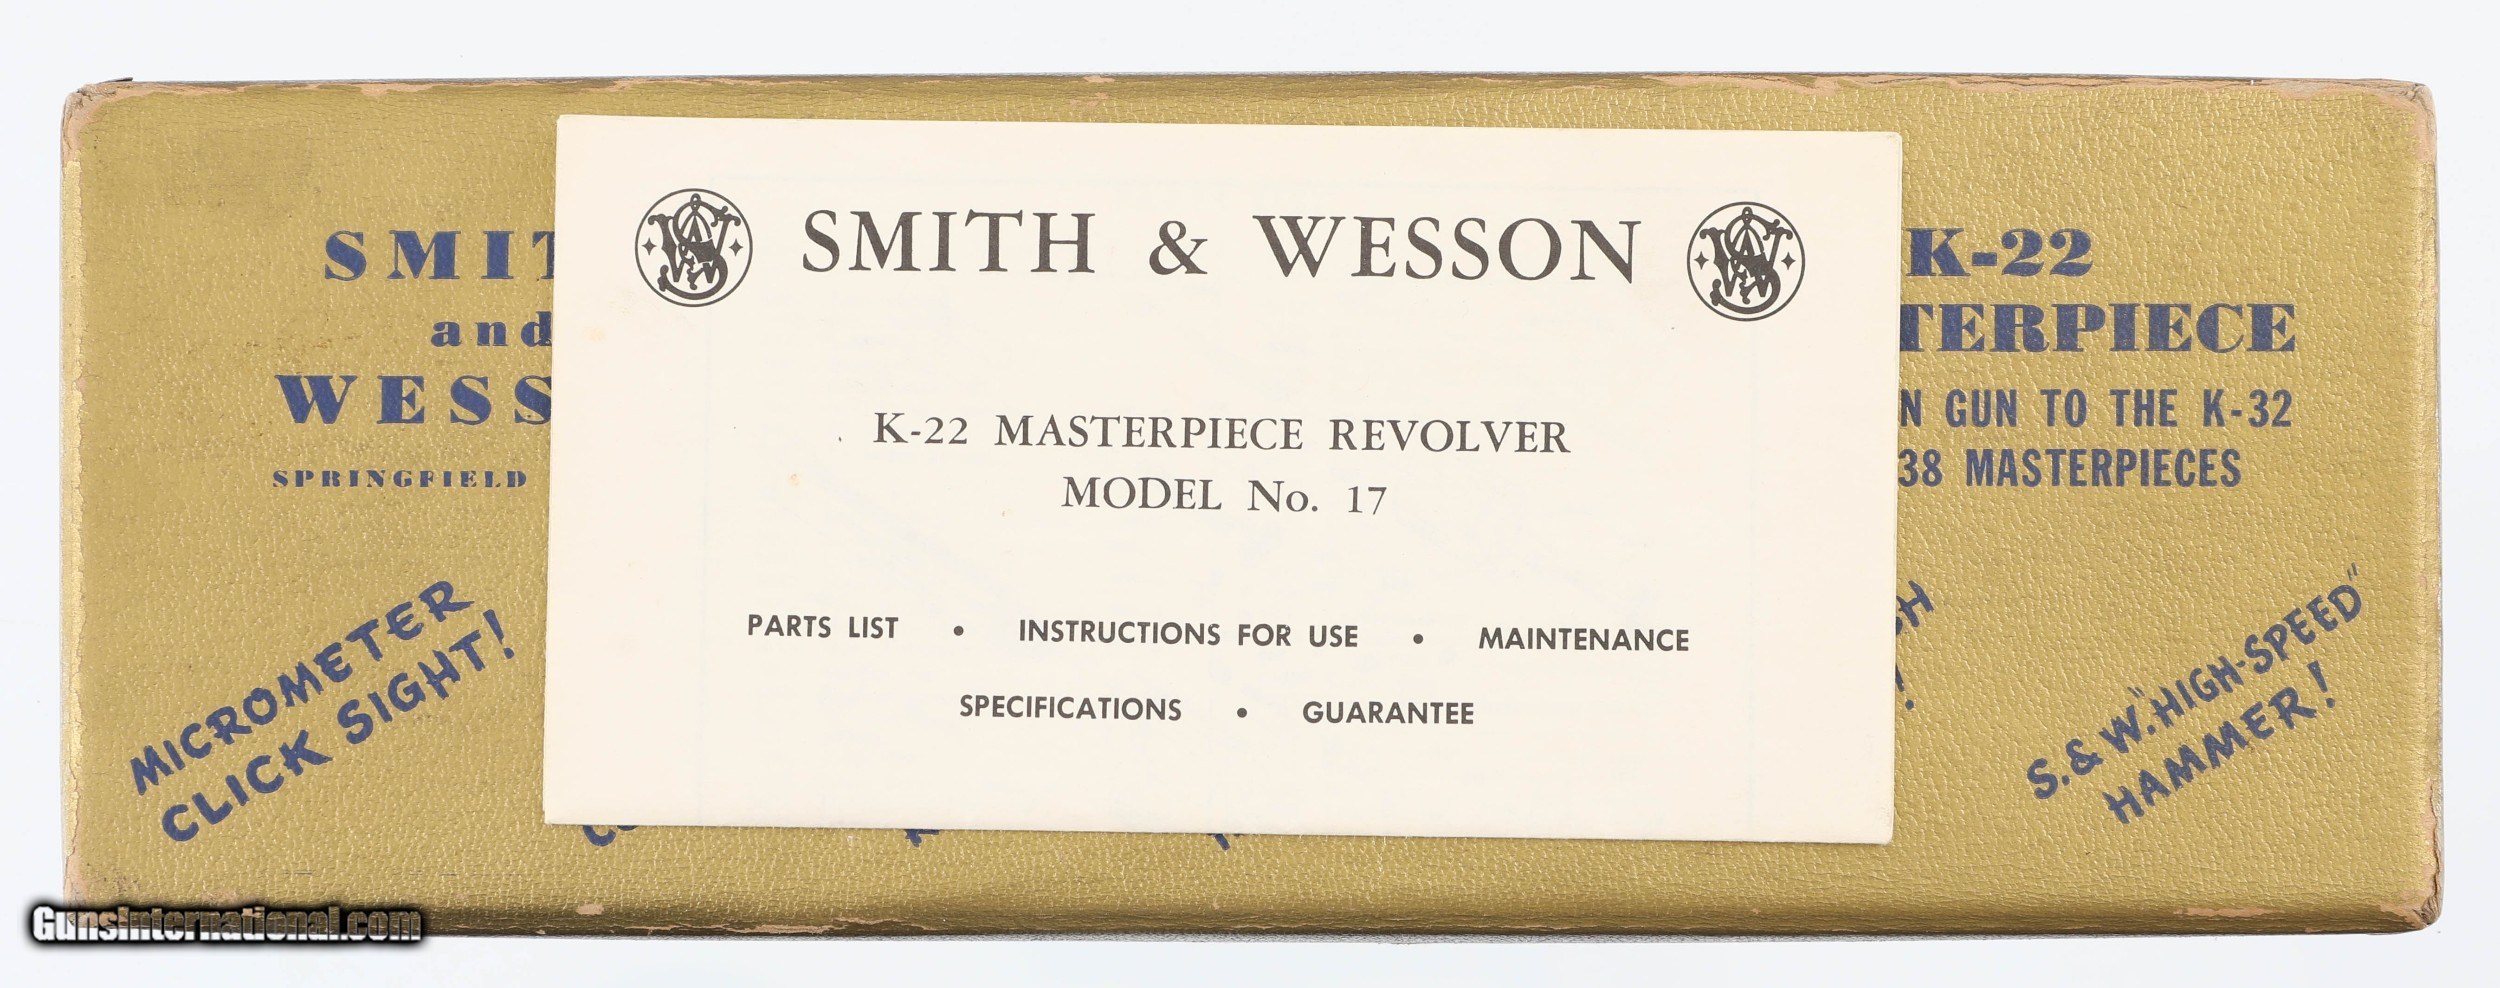 SMITH & WESSON
K-22 MASTERPIECE REVOLVER
MODEL No. 17
PARTS LIST • INSTRUCTIONS FOR USE • MAINTENANCE
SPECIFICATIONS • GUARANTEE
SMIT
and
WESS
SPRINGFIELD
K-22
TERPIECE
N GUN TO THE K-32
38 MASTERPIECES
MICROMETER
CLICK SIGHT!
S. & W. "HIGH-SPEED"
HAMMER!
GunsInternational.com